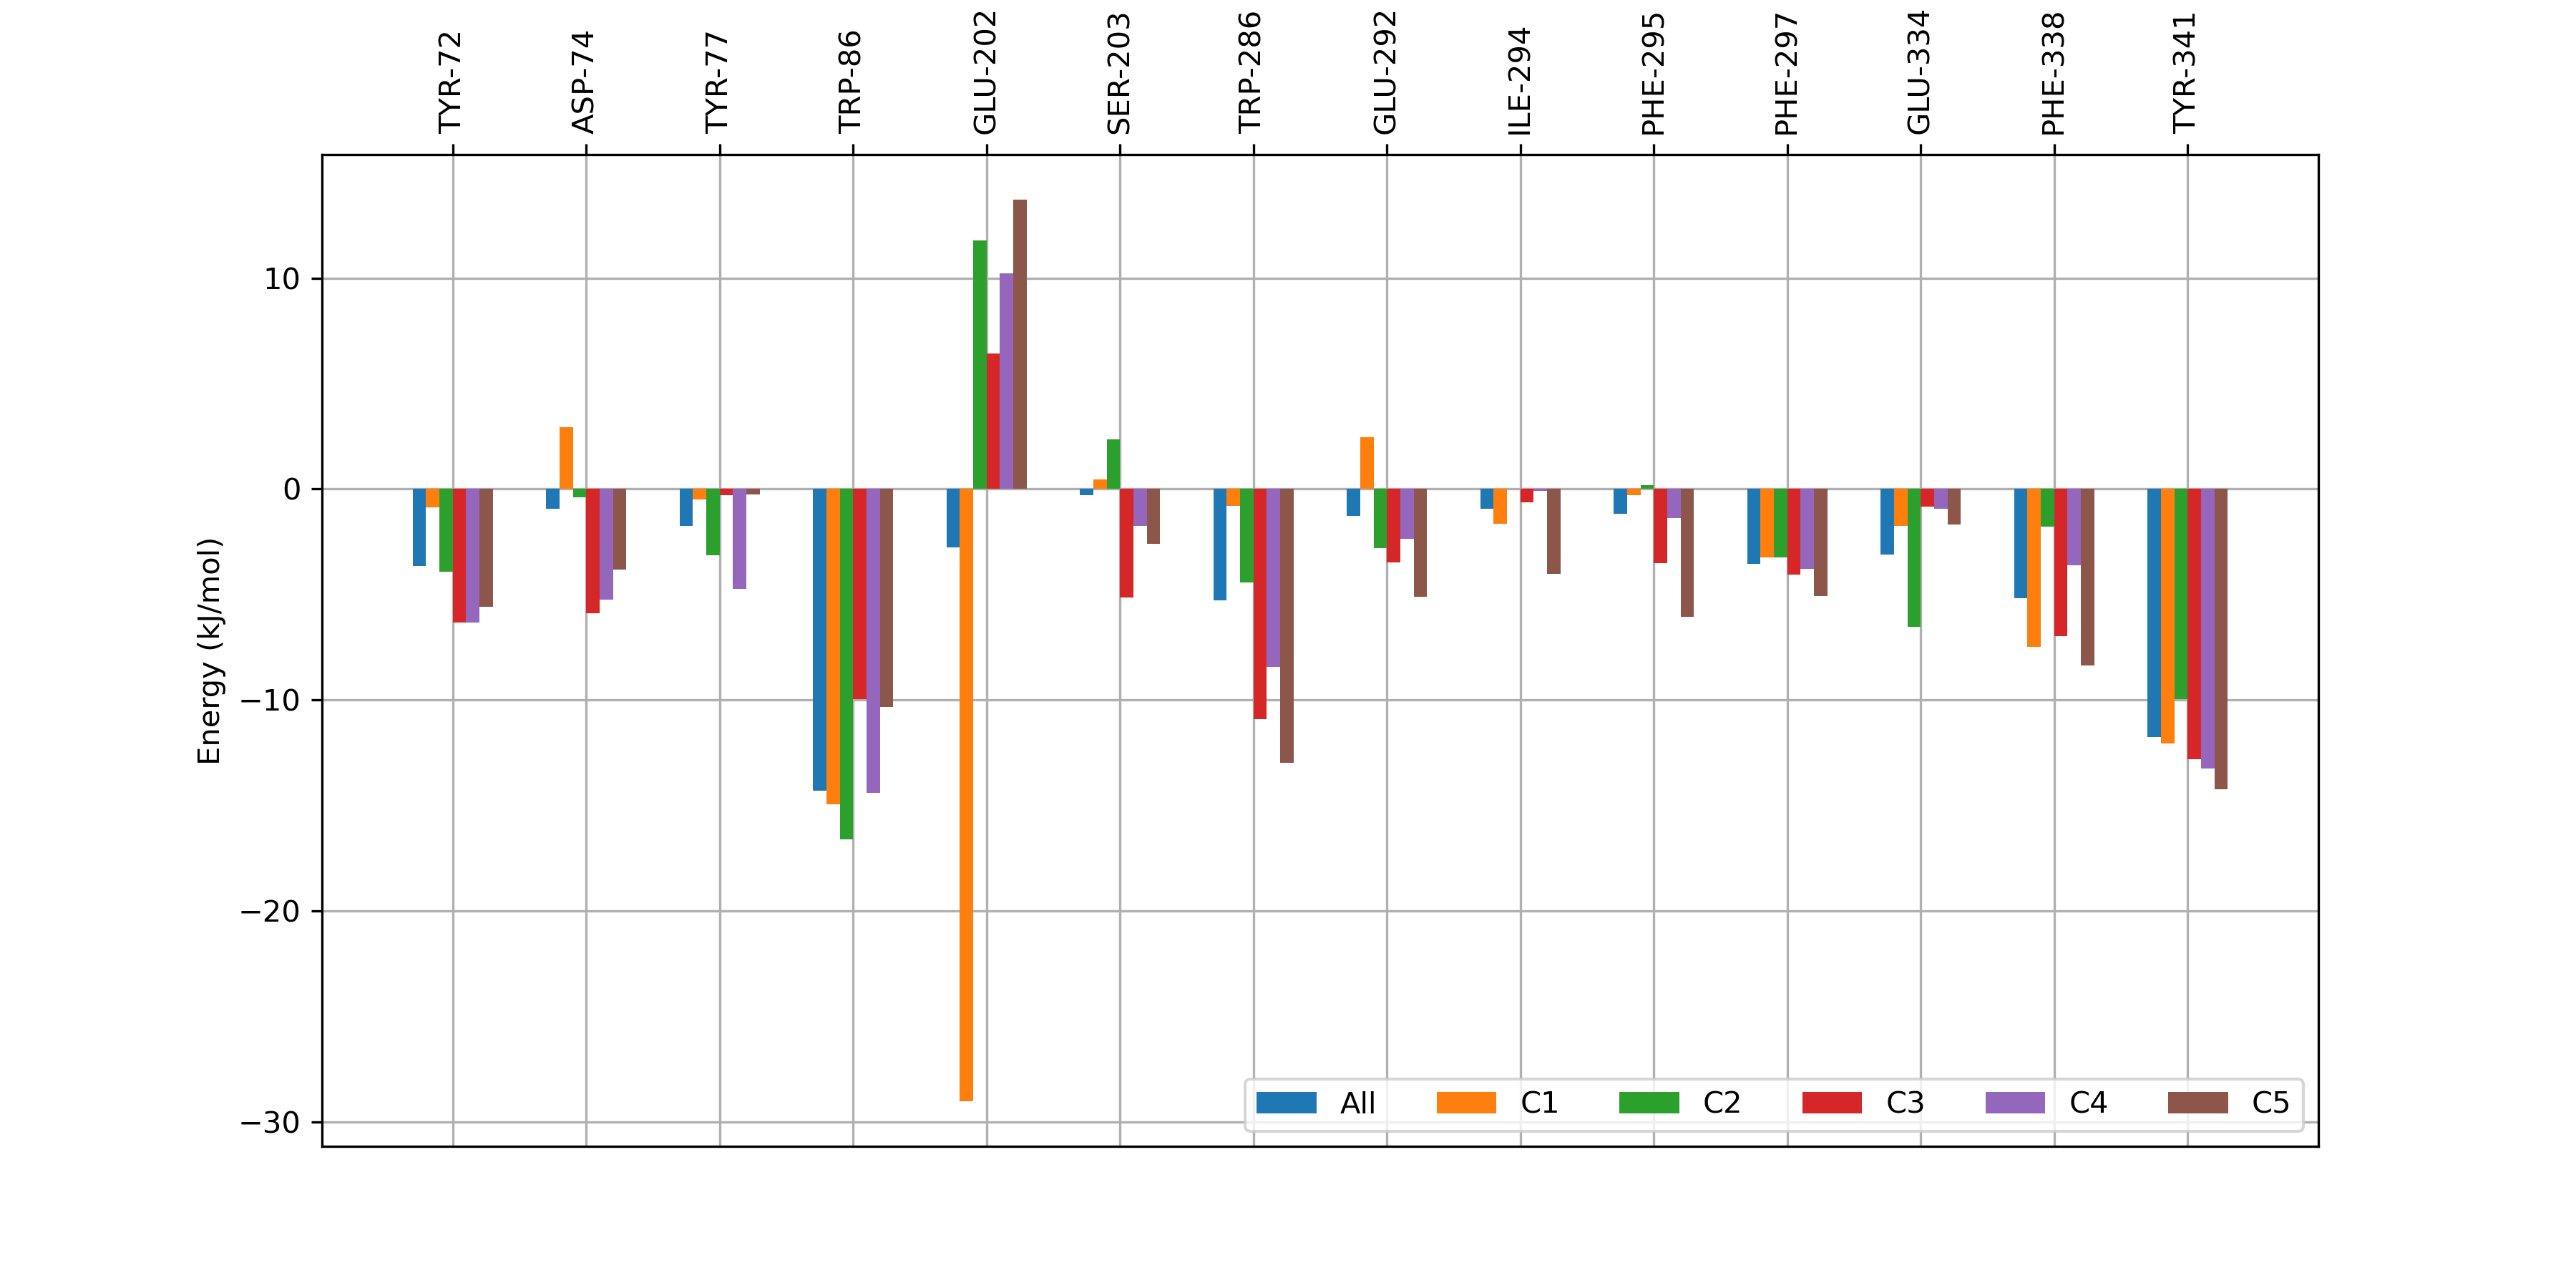 TYR-72
ASP-74
TYR-77
TRP-86
GLU-202
SER-203
TRP-286
GLU-292
ILE-294
PHE-295
PHE-297
GLU-334
PHE-338
TYR-341
Energy (kJ/mol)
10
0
−10
−20
−30
All C1 C2 C3 C4 C5